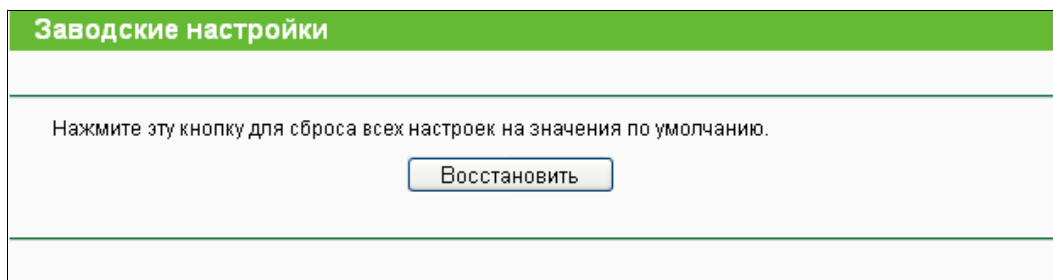 Заводские настройки
Нажмите эту кнопку для сброса всех настроек на значения по умолчанию.
Восстановить